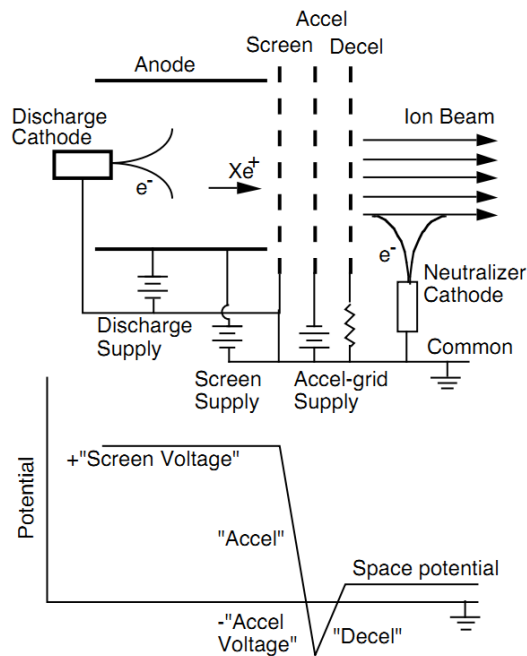 Accel
Screen Decel
Anode
Discharge
Cathode
Ion Beam
Xe+
e-
e-
Neutralizer
Cathode
Discharge
Supply
Common
Screen
Supply
Accel-grid
Supply
+"Screen Voltage"
Potential
"Accel"
Space potential
-"Accel
Voltage"
"Decel"